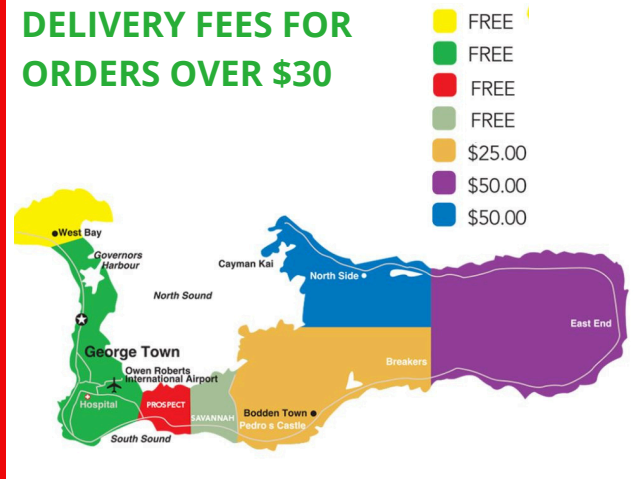 DELIVERY FEES FOR
ORDERS OVER $30
FREE
FREE
FREE
FREE
$25.00
$50.00
$50.00
West Bay
Governors
Harbour
Cayman Kai
North Side
North Sound
East End
George Town
Breakers
Owen Roberts
International Airport
Hospital
PROSPECT
SAVANNAH
Bodden Town
Pedro s Castle
South Sound